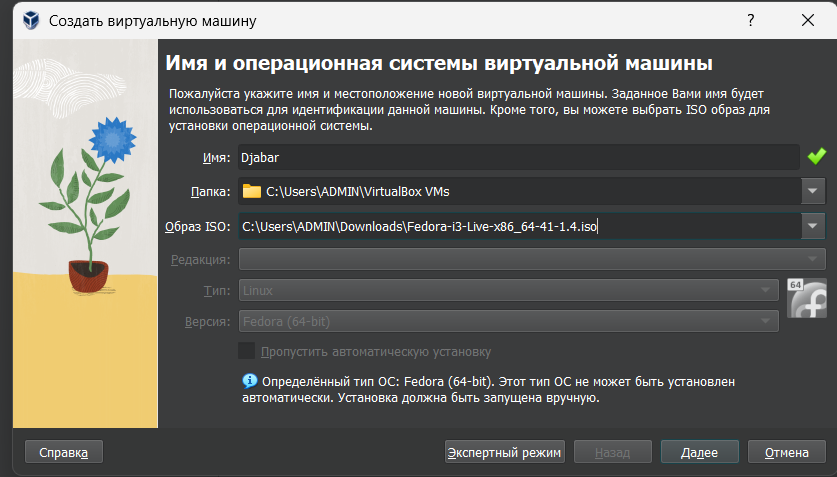 Создать виртуальную машину
?
Имя и операционная системы виртуальной машины
Пожалуйста укажите имя и местоположение новой виртуальной машины. Заданное Вами имя будет
использоваться для идентификации данной машины. Кроме того, вы можете выбрать ISO образ для
установки операционной системы.
Имя: Djabar
Папка: C:\Users\ADMIN\VirtualBox VMs
Образ ISO: C:\Users\ADMIN\Downloads\Fedora-i3-Live-x86_64-41-1.4.iso
Редакция:
Тип: Linux
64
Версия: Fedora (64-bit)
Пропустить автоматическую установку
Определённый тип ОС: Fedora (64-bit). Этот тип ОС не может быть установлен
автоматически. Установка должна быть запущена вручную.
Справка Экспертный режим Назад Далее Отмена